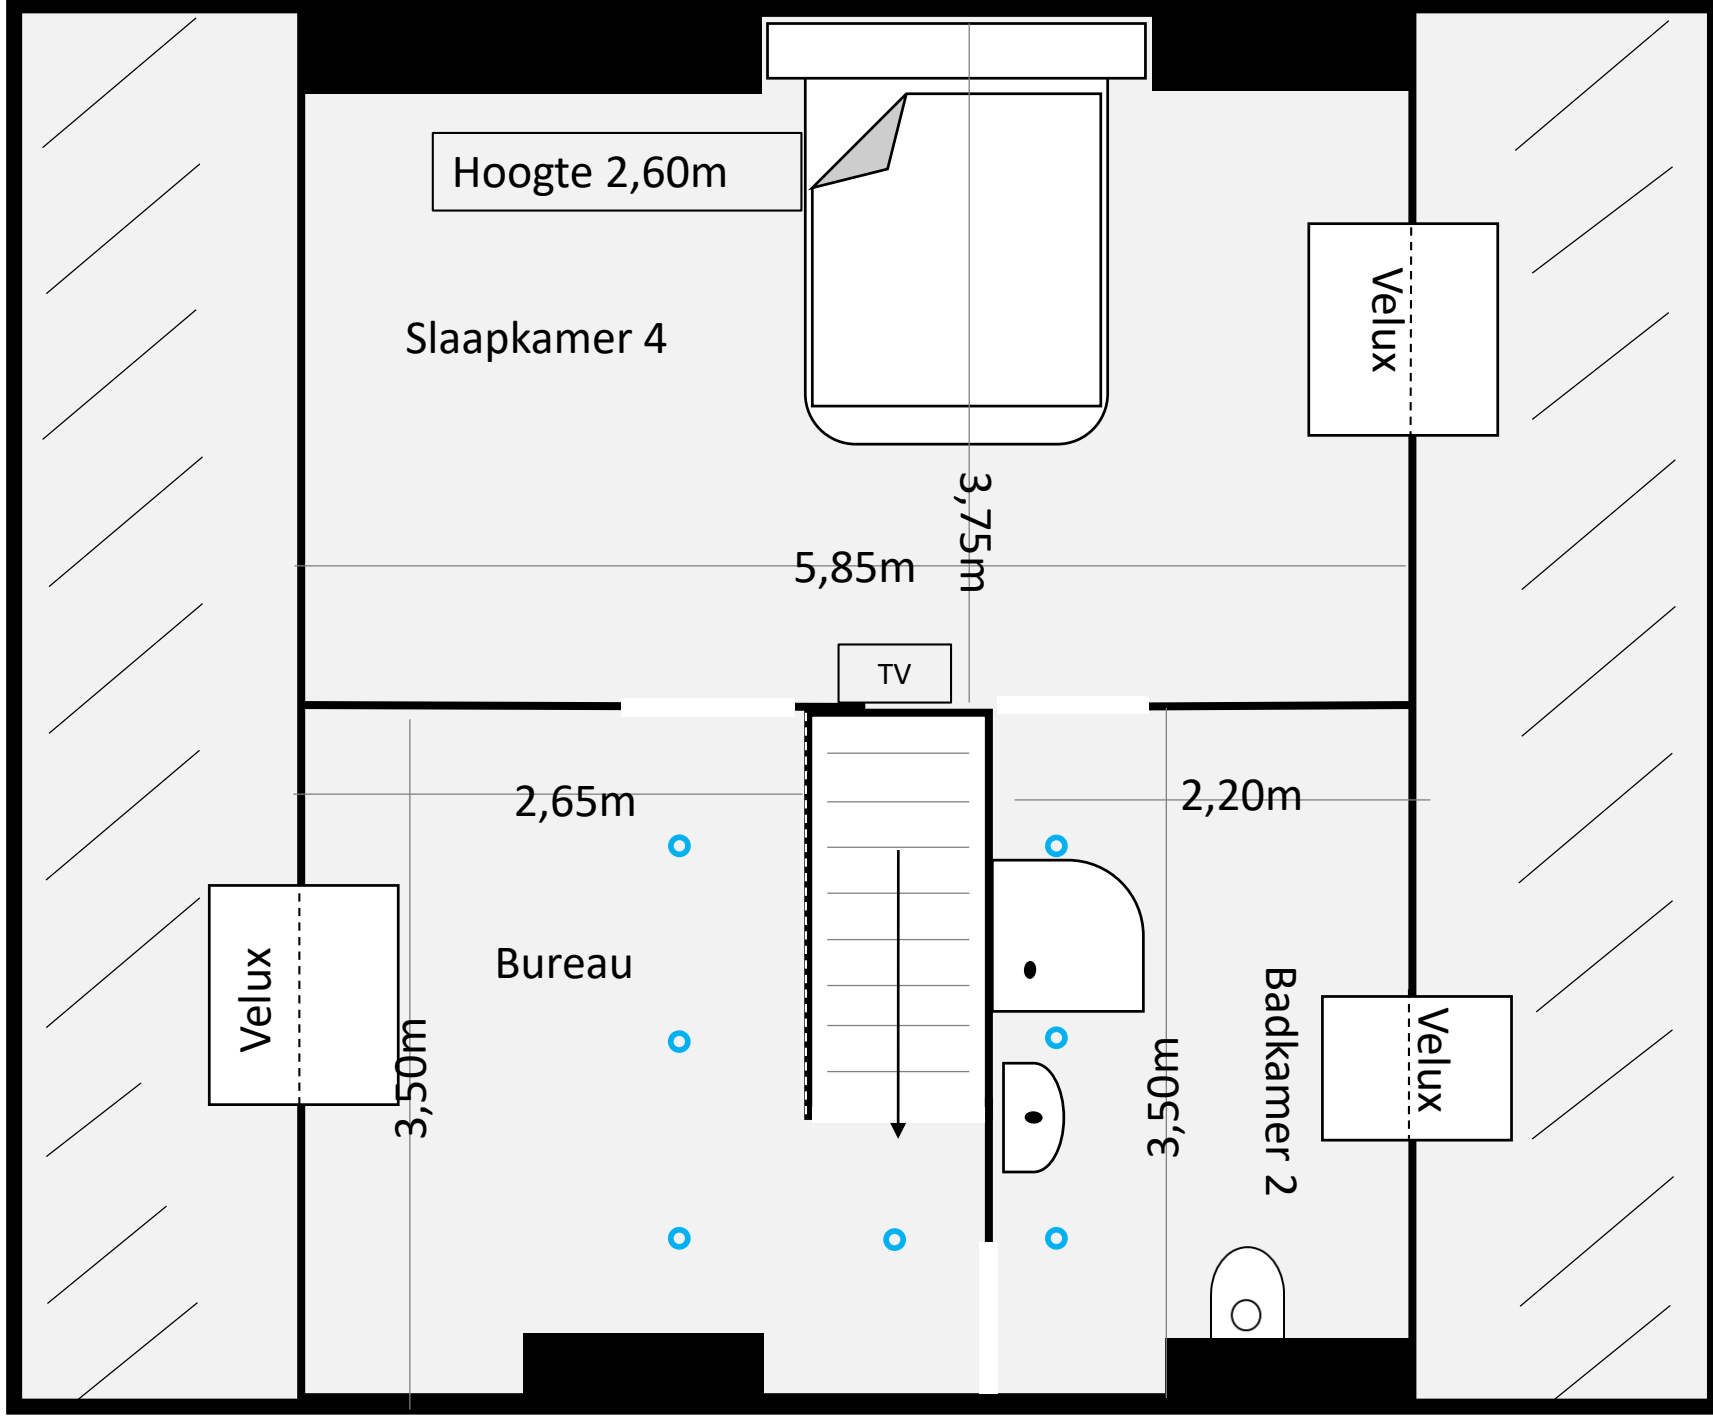 Hoogte 2,60m
Velux
Slaapkamer 4
3,75m
5,85m
TV
2,65m
2,20m
Bureau
Velux
3,50m
3,50m
Badkamer 2
Velux